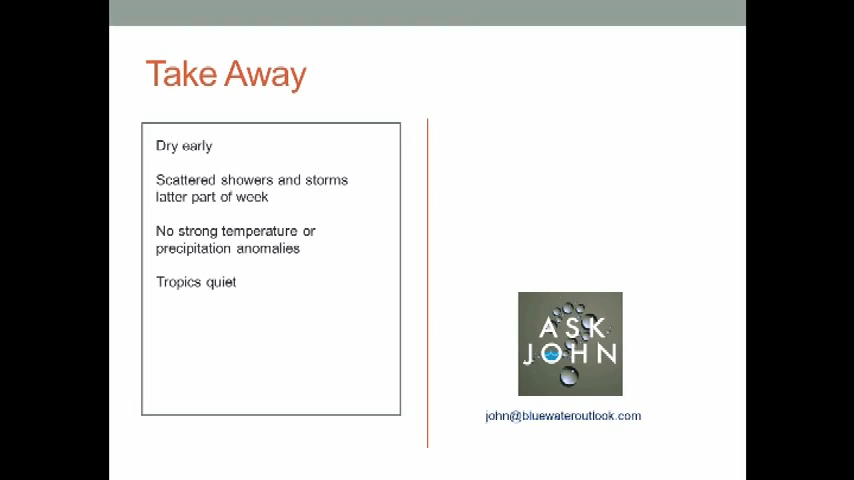 Take Away
Dry early
Scattered showers and storms
latter part of week
No strong temperature or
precipitation anomalies
Tropics quiet
ASK
JOHN
john@bluewateroutlook.com